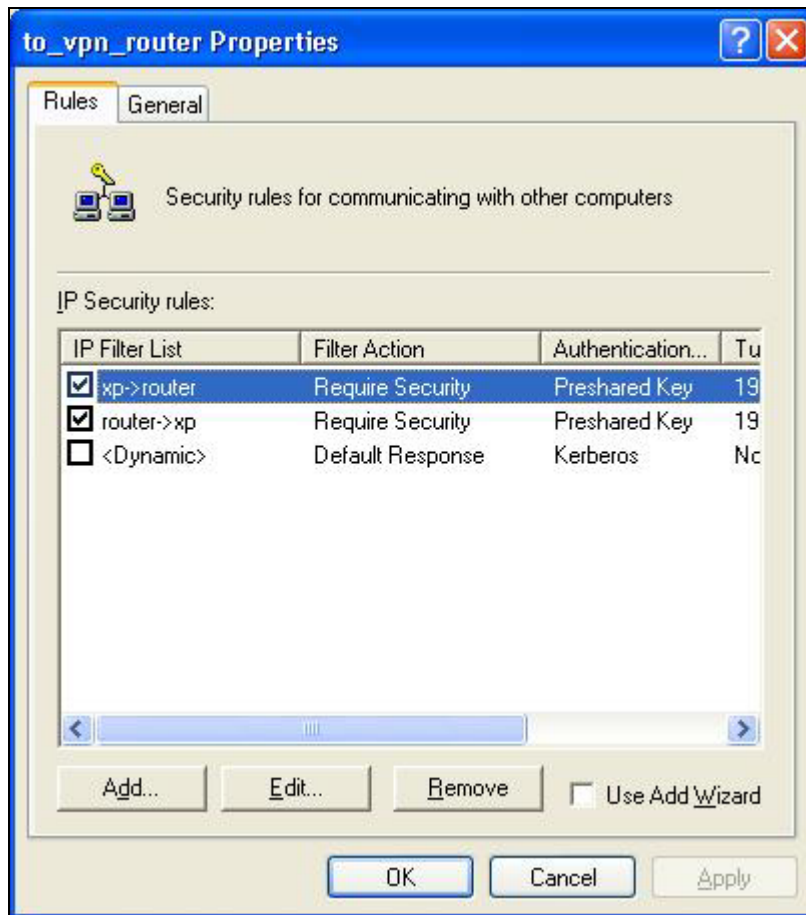 to_vpn_router Properties
Rules General
Security rules for communicating with other computers
IP Security rules:
IP Filter List Filter Action Authentication... Tu
xp->router Require Security Preshared Key 19
router->xp Require Security Preshared Key 19
<Dynamic> Default Response Kerberos No
Add... Edit... Remove Use Add Wizard
OK Cancel Apply